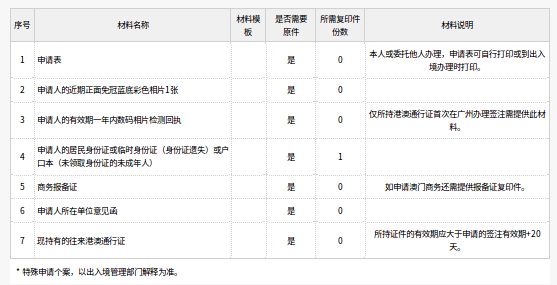 序号 材料名称 材料模板 是否需要原件 所需复印件份数 材料说明
1 申请表 是 0 本人或委托他人办理，申请表可自行打印或到出入境办理时打印。
2 申请人的近期正面免冠蓝底彩色相片1张 是 0
3 申请人的有效期一年内数码相片检测回执 是 0 仅所持港澳通行证首次在广州办理签注需提供此材料。
4 申请人的居民身份证或临时身份证（身份证遗失）或户口本（未领取身份证的未成年人） 是 1
5 商务报备证 是 0 如申请澳门商务还需提供报备证复印件。
6 申请人所在单位意见函 是 0
7 现持有的往来港澳通行证 是 0 所持证件的有效期应大于申请的签注有效期+20天。
* 特殊申请个案，以出入境管理部门解释为准。